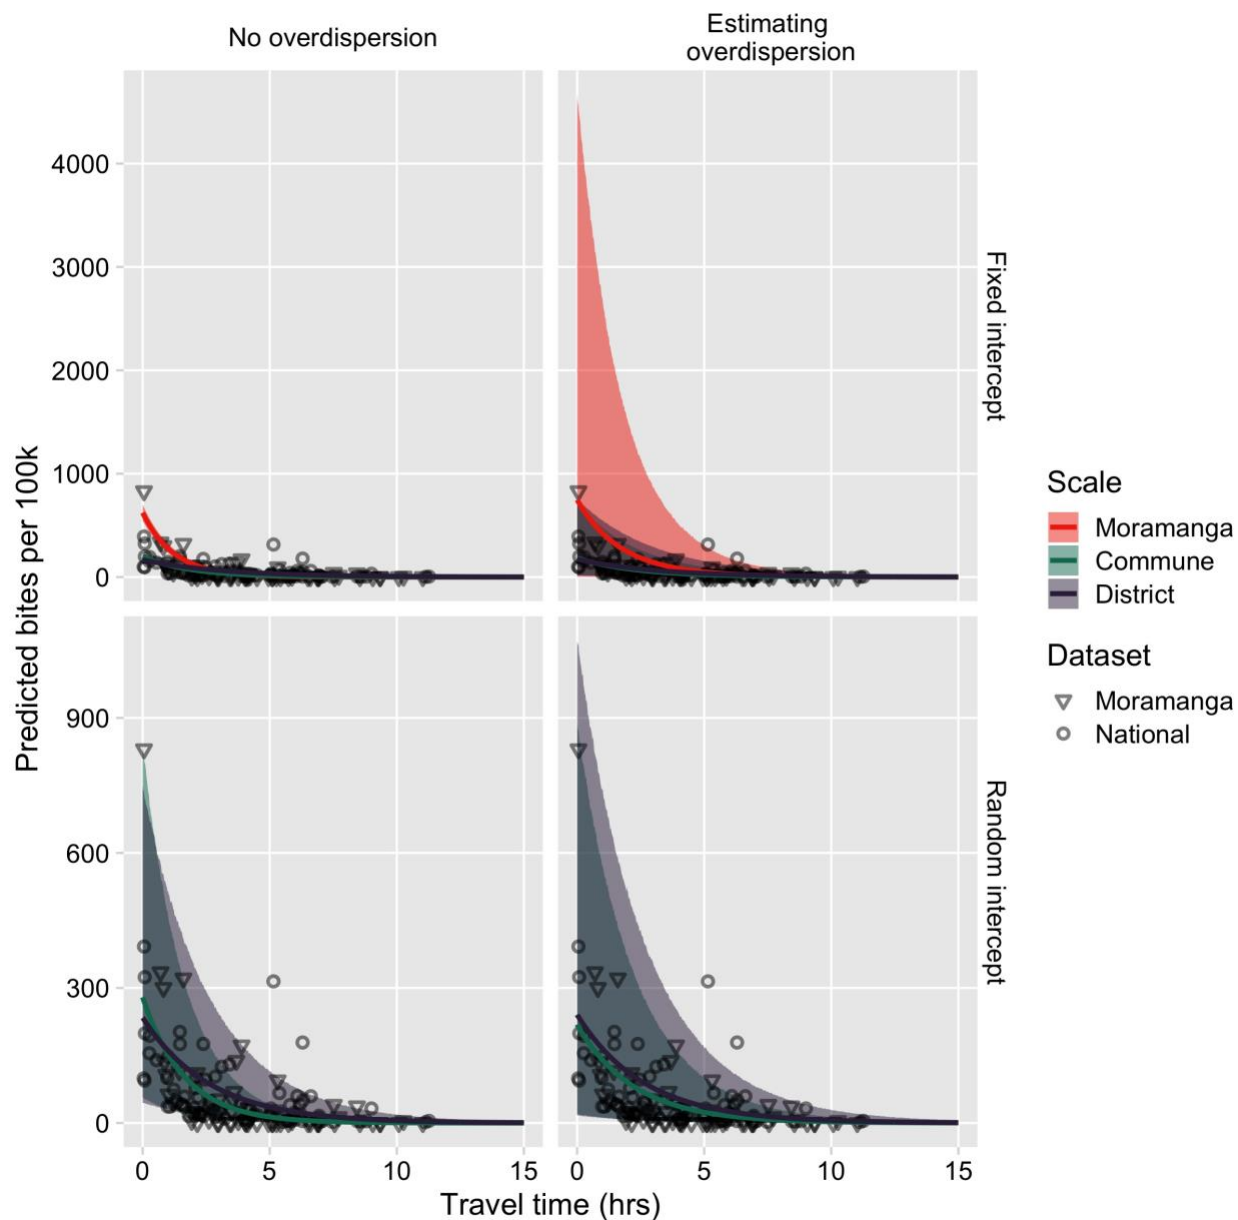 No overdispersion
Estimating
overdispersion
4000
3000
2000
1000
0
Fixed intercept
900
600
300
0
Random intercept
0
5
10
15
0
5
10
15
Travel time (hrs)
Predicted bites per 100k
Scale
Moramanga
Commune
District
Dataset
Moramanga
National